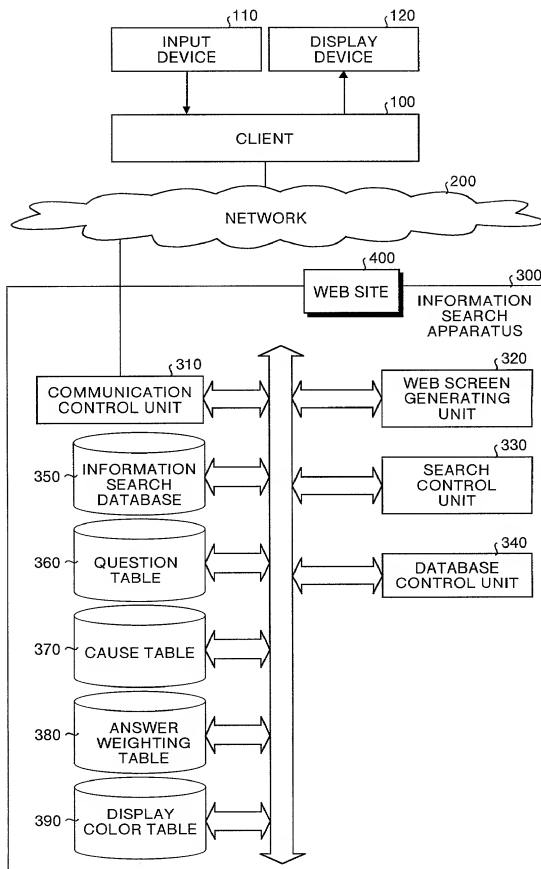 110
INPUT
DEVICE
120
DISPLAY
DEVICE
100
CLIENT
200
NETWORK
400
WEB SITE
300
INFORMATION
SEARCH
APPARATUS
310
COMMUNICATION
CONTROL UNIT
320
WEB SCREEN
GENERATING
UNIT
350
INFORMATION
SEARCH
DATABASE
330
SEARCH
CONTROL
UNIT
360
QUESTION
TABLE
340
DATABASE
CONTROL UNIT
370
CAUSE TABLE
380
ANSWER
WEIGHTING
TABLE
390
DISPLAY
COLOR TABLE